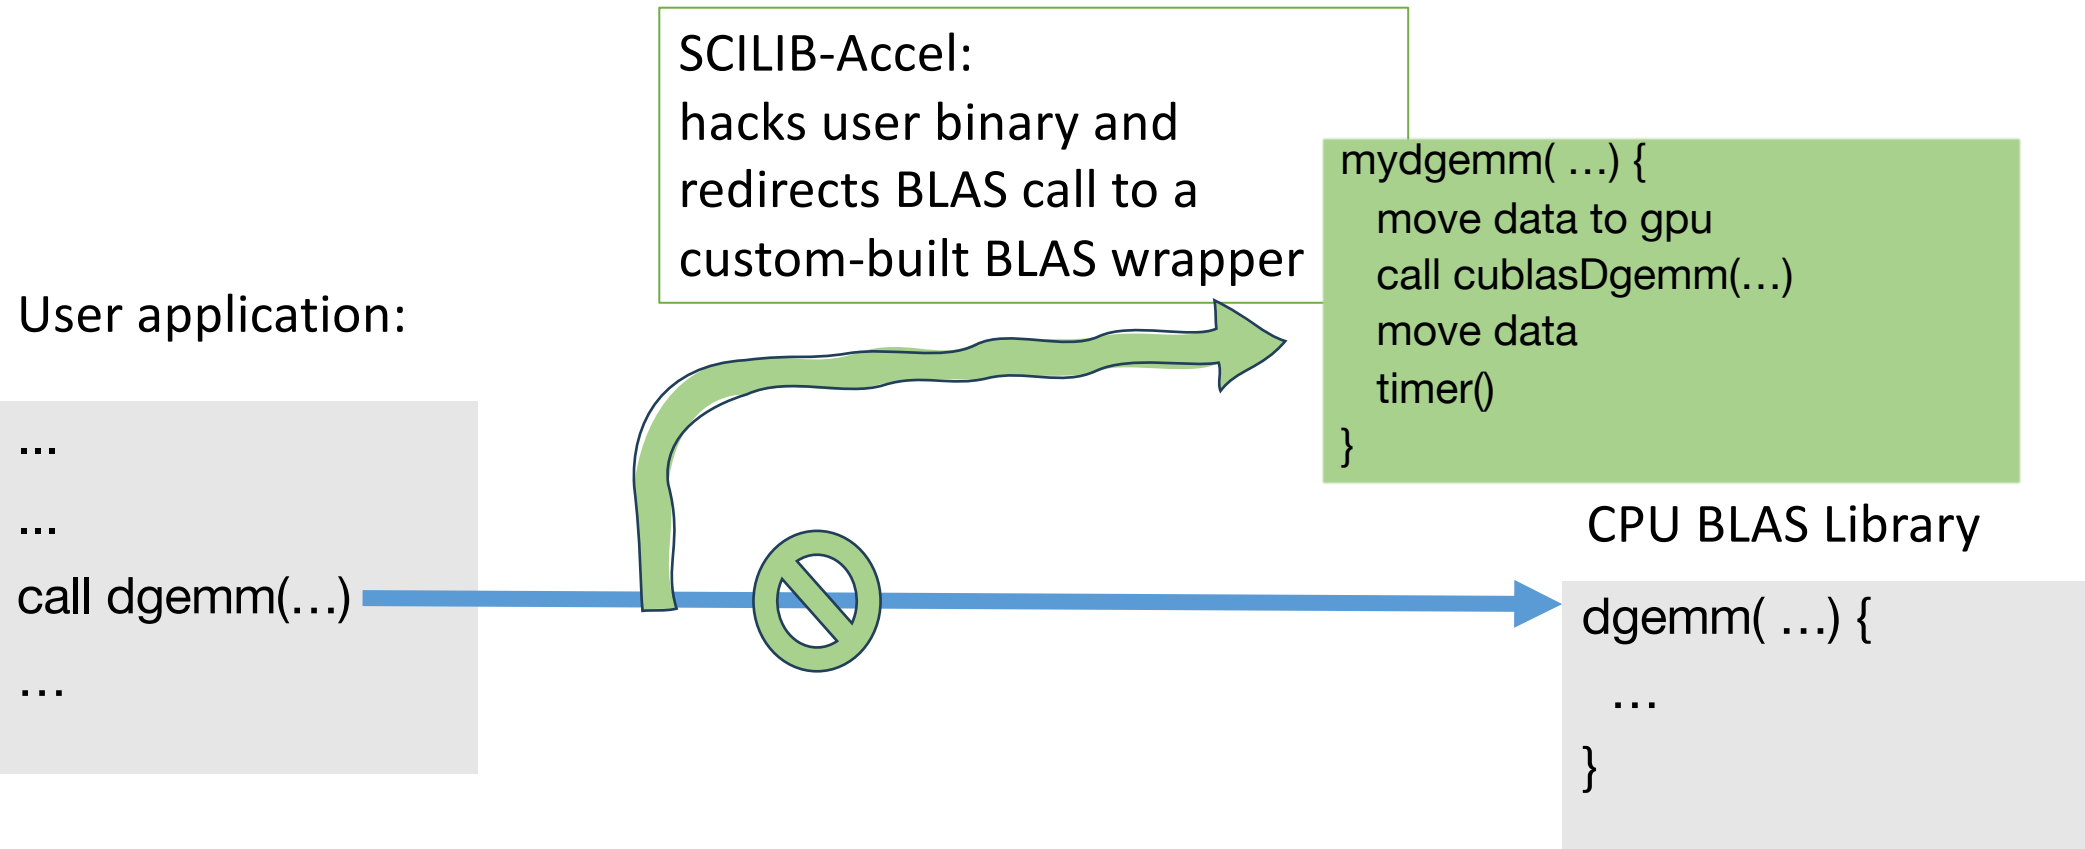 SCILIB-Accel:
hacks user binary and
redirects BLAS call to a
custom-built BLAS wrapper
mydgemm( …) {
move data to gpu
call cublasDgemm(…)
move data
timer()
}
User application:
...
...
call dgemm(…)
…
CPU BLAS Library
dgemm( …) {
…
}